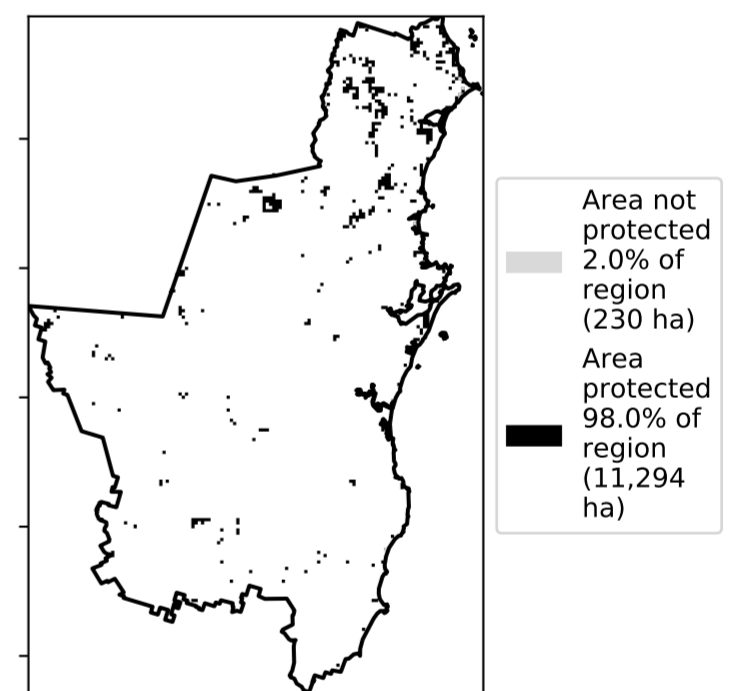 Area not
protected
2.0% of
region
(230 ha)
Area
protected
98.0% of
region
(11,294
ha)